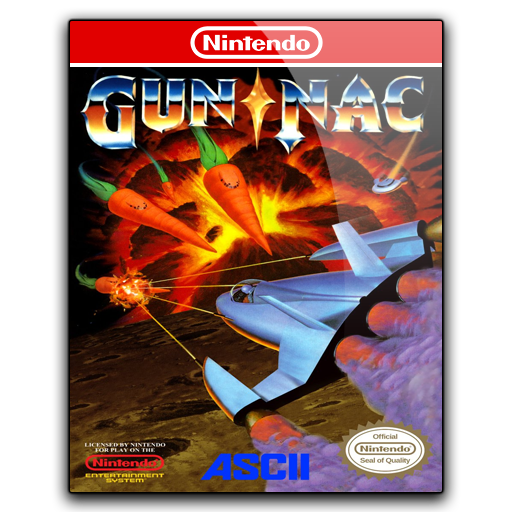 Nintendo
GUN NAC
LICENSED BY NINTENDO
FOR PLAY ON THE
Nintendo
ENTERTAINMENT
SYSTEM
ASCII
Official
Nintendo
Seal of Quality